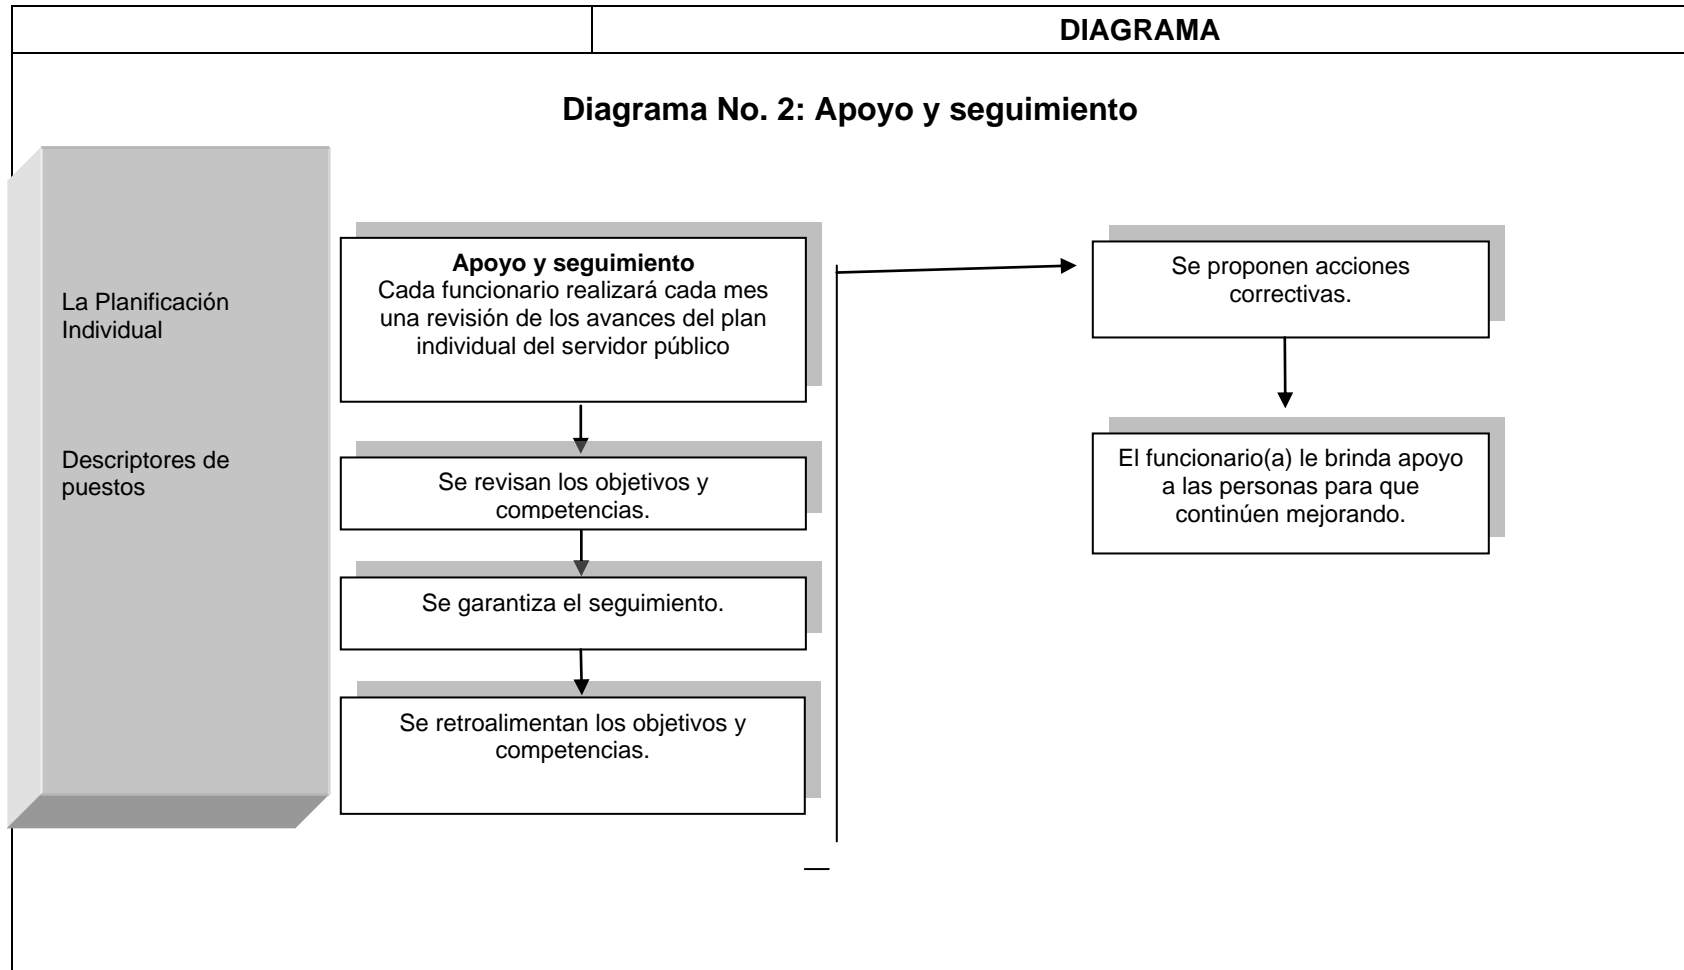 DIAGRAMA
Diagrama No. 2: Apoyo y seguimiento
La Planificación
Individual
Descriptores de
puestos
Apoyo y seguimiento
Cada funcionario realizará cada mes
una revisión de los avances del plan
individual del servidor público
Se revisan los objetivos y
competencias.
Se garantiza el seguimiento.
Se retroalimentan los objetivos y
competencias.
Se proponen acciones
correctivas.
El funcionario(a) le brinda apoyo
a las personas para que
continúen mejorando.